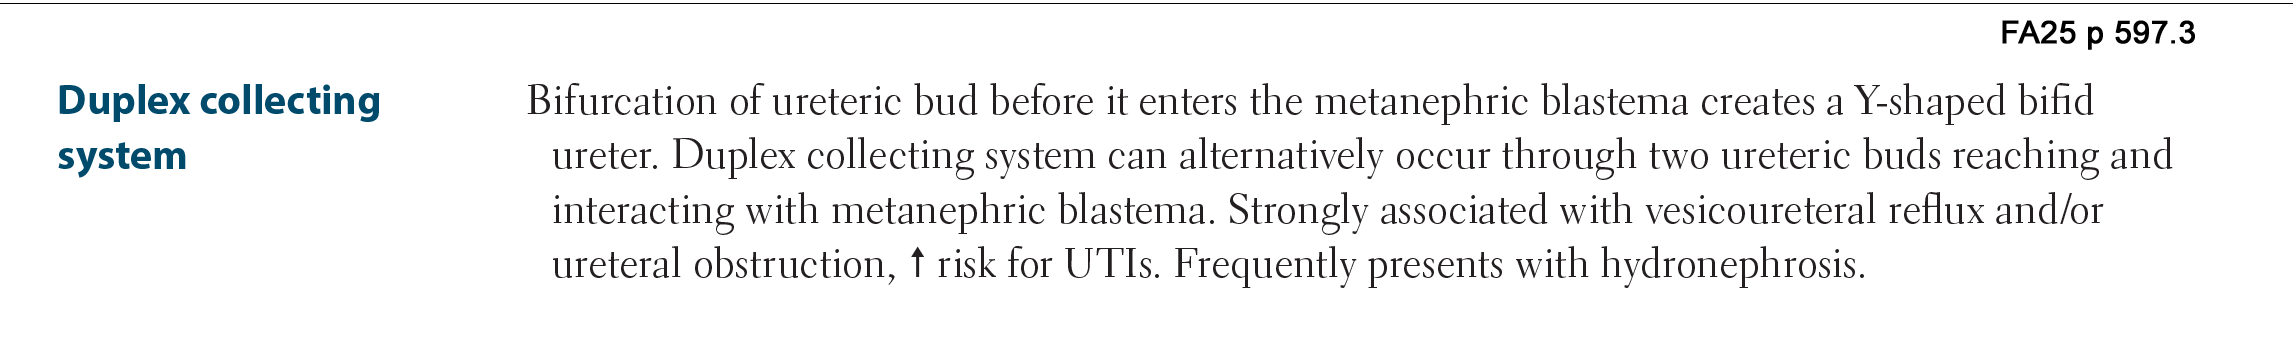 FA25 p 597.3
Duplex collecting
system
Bifurcation of ureteric bud before it enters the metanephric blastema creates a Y-shaped bifid
ureter. Duplex collecting system can alternatively occur through two ureteric buds reaching and
interacting with metanephric blastema. Strongly associated with vesicoureteral reflux and/or
ureteral obstruction, ↑ risk for UTIs. Frequently presents with hydronephrosis.